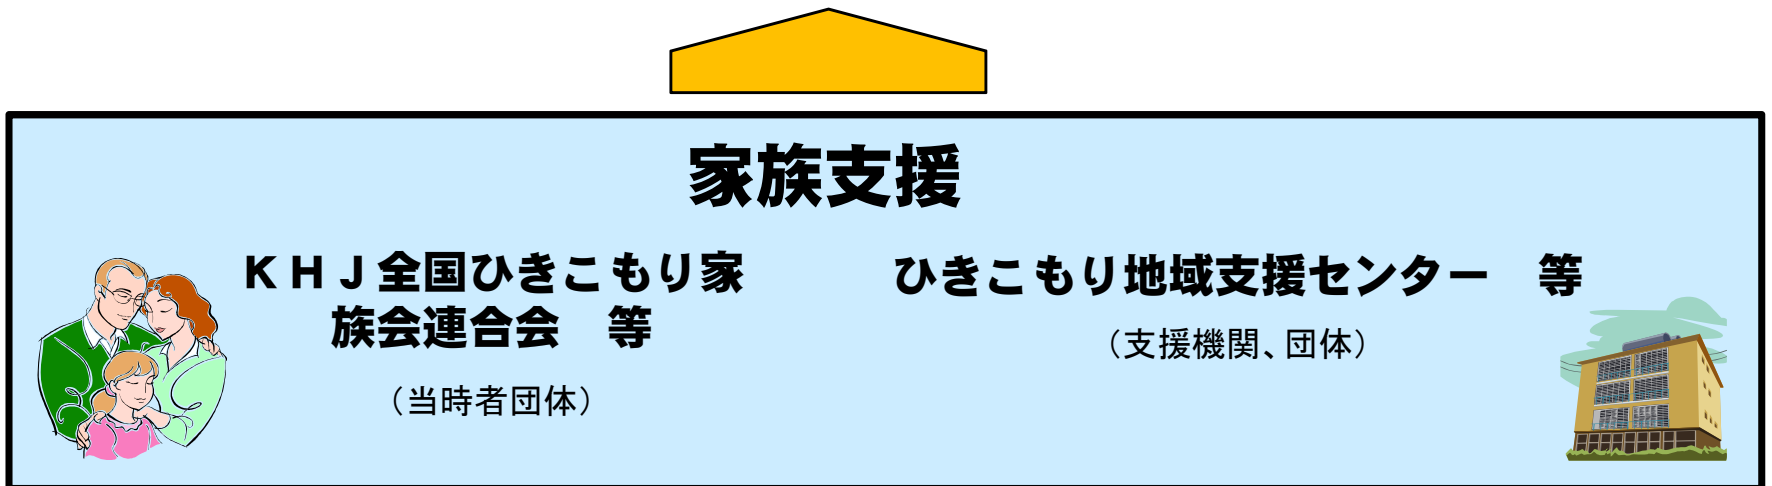 家族支援
ＫＨＪ全国ひきこもり家
族会連合会　等
（当時者団体）
ひきこもり地域支援センター　等
（支援機関、団体）